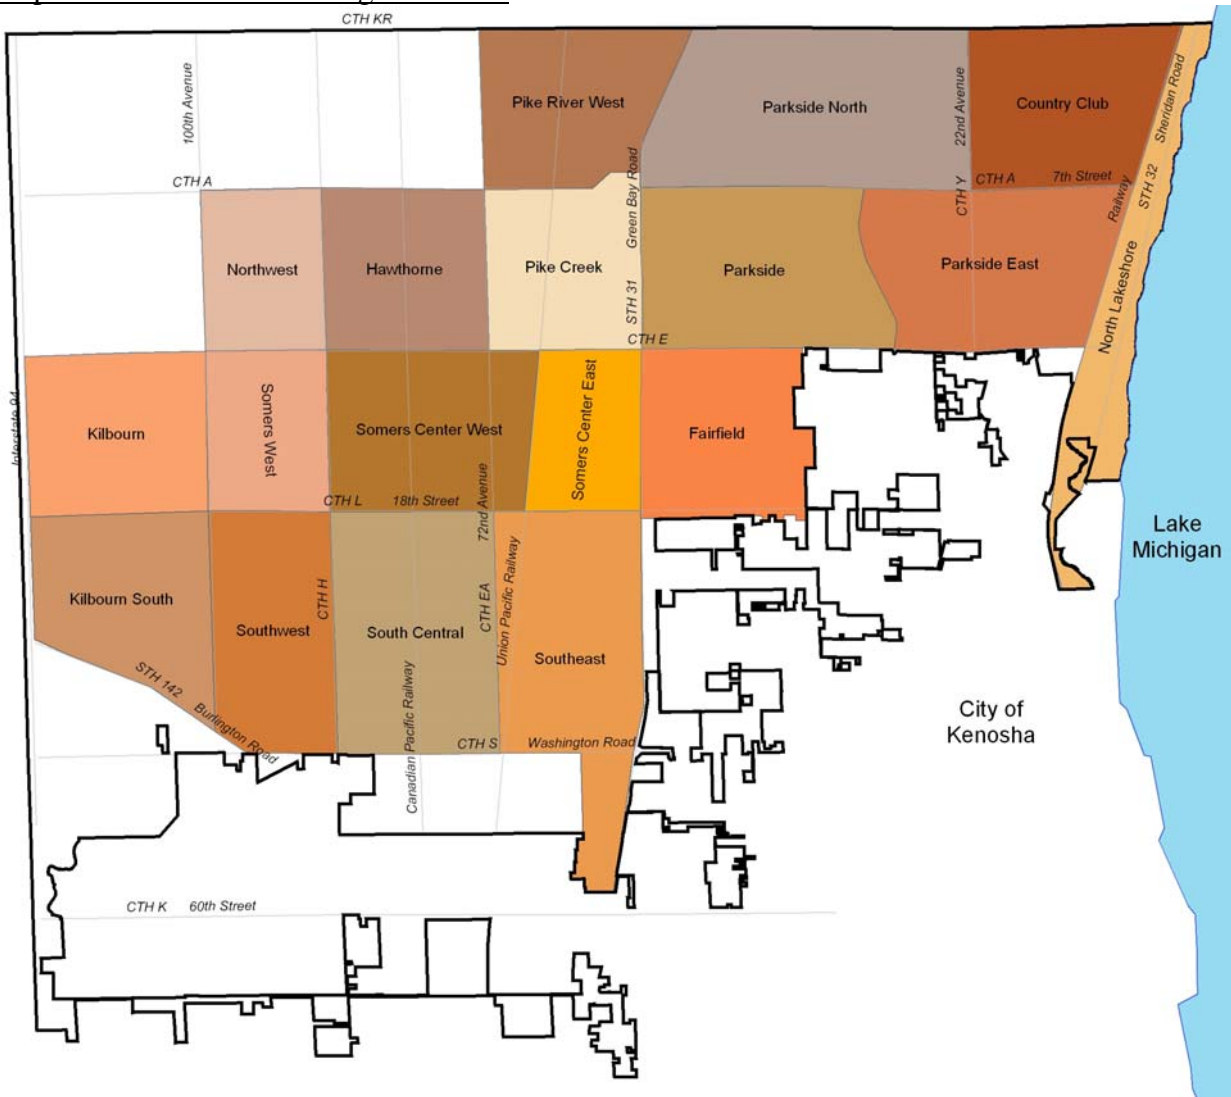 CTH KR
100th Avenue
Pike River West
Parkside North
22nd Avenue
Country Club
Sheridan Road
CTH A
Green Bay Road
CTH Y
CTH A
7th Street
Railway
STH 32
Northwest
Hawthorne
Pike Creek
STH 31
Parkside
Parkside East
North Lakeshore
CTH E
Interstate 94
Kilbourn
Somers West
Somers Center West
Somers Center East
Fairfield
CTH L
18th Street
72nd Avenue
Lake
Michigan
Kilbourn South
CTH H
Southwest
South Central
CTH EA
Union Pacific Railway
Southeast
STH 142
Burlington Road
Canadian Pacific Railway
CTH S
Washington Road
City of
Kenosha
CTH K
60th Street